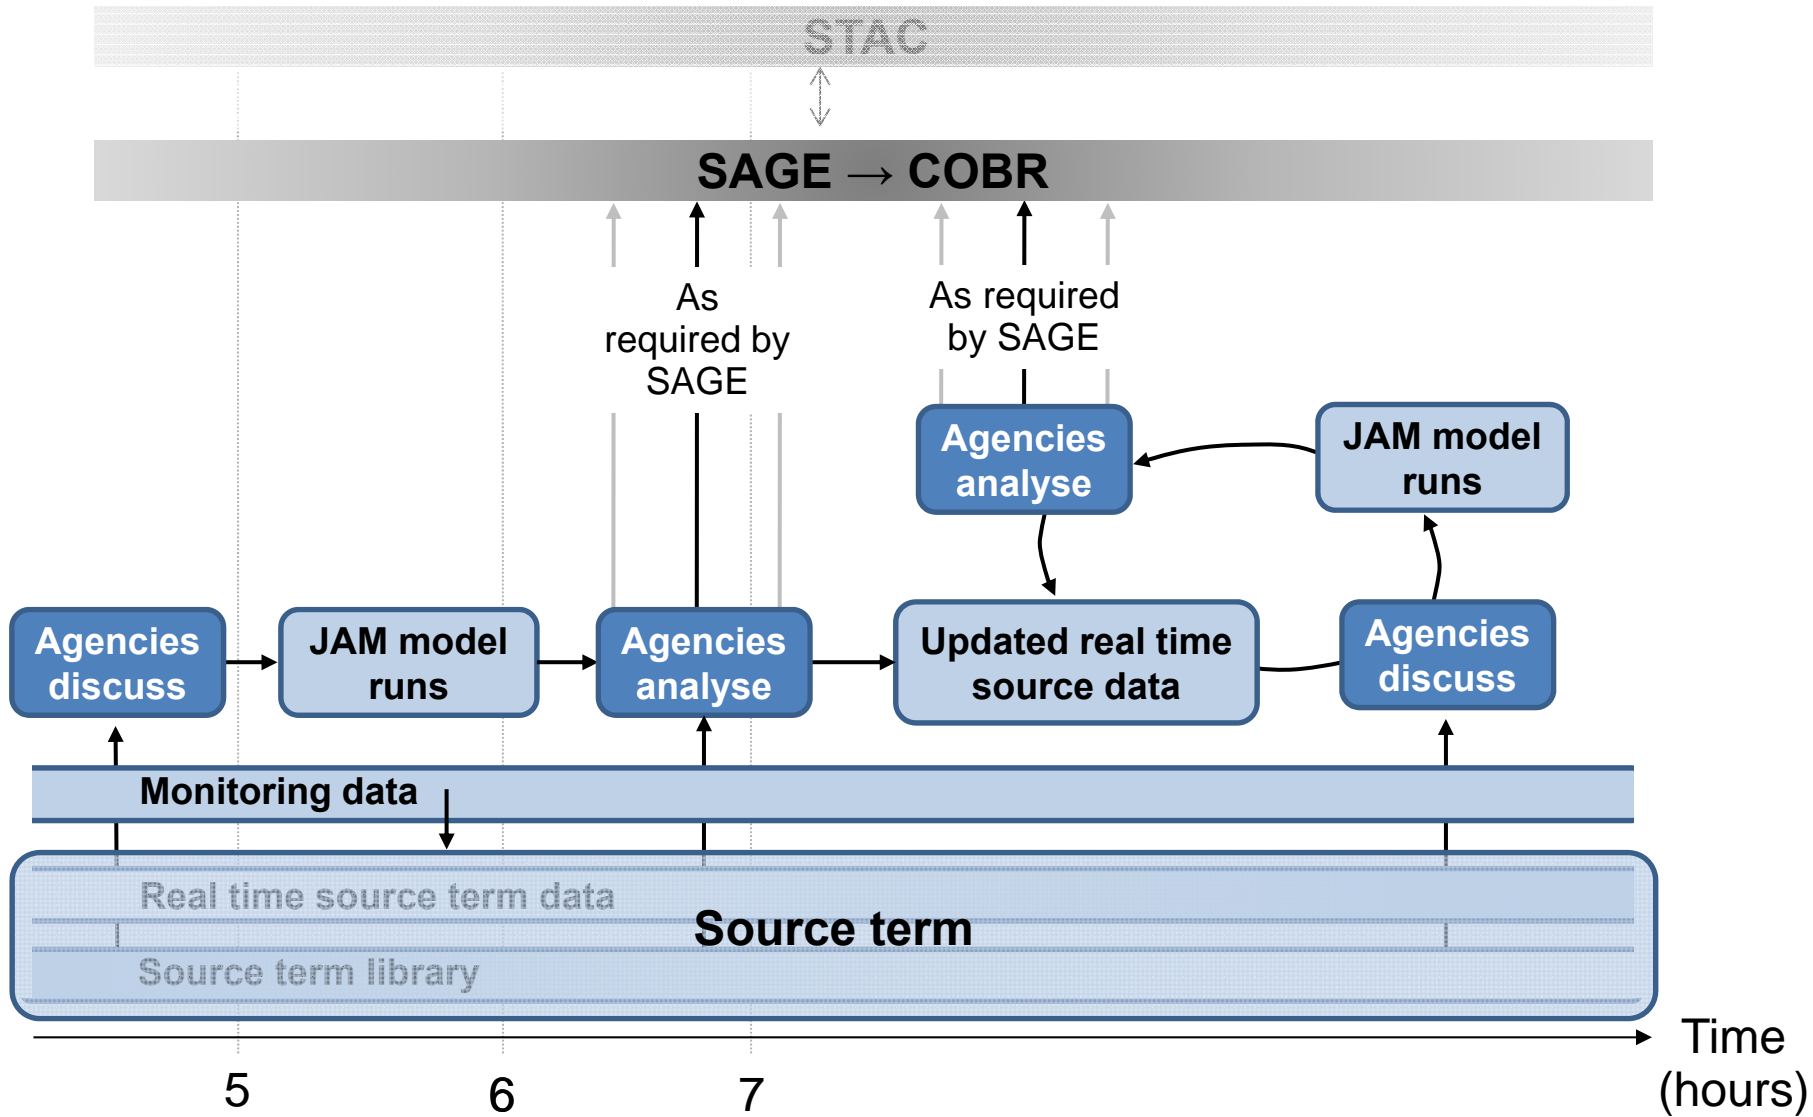 STAC
SAGE → COBR
As
required by
SAGE
As required
by SAGE
Agencies
analyse
JAM model
runs
Agencies
discuss
JAM model
runs
Agencies
analyse
Updated real time
source data
Agencies
discuss
Monitoring data
Real time source term data
Source term
Source term library
Time
(hours)
5
6
7